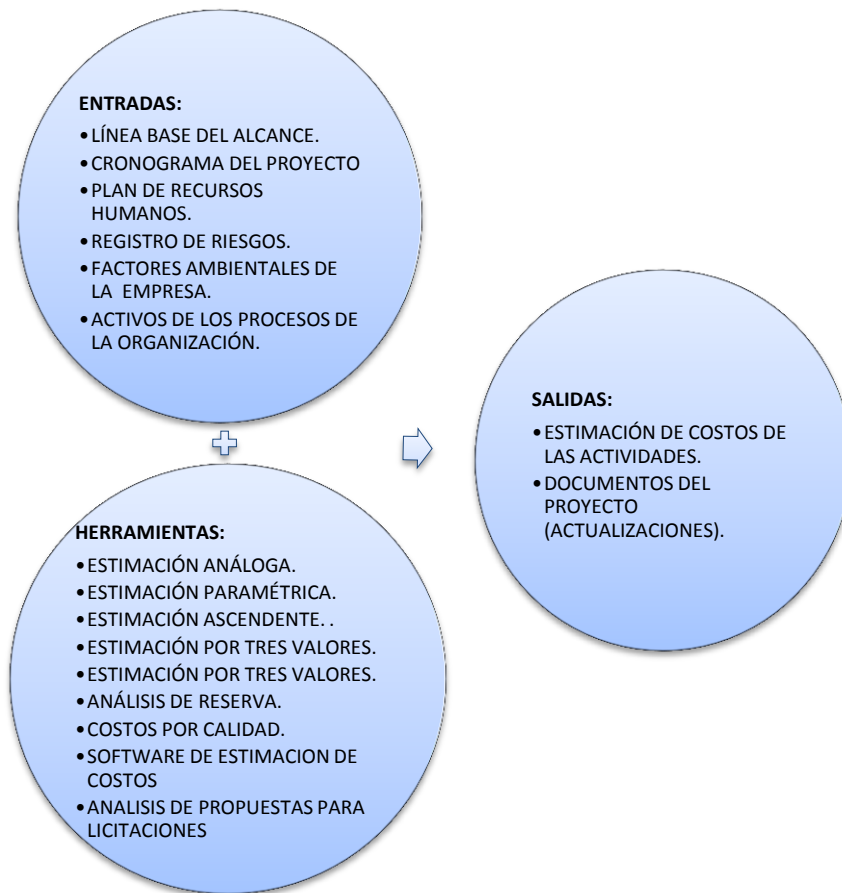 ENTRADAS:
•LÍNEA BASE DEL ALCANCE.
•CRONOGRAMA DEL PROYECTO
•PLAN DE RECURSOS
HUMANOS.
•REGISTRO DE RIESGOS.
•FACTORES AMBIENTALES DE
LA EMPRESA.
•ACTIVOS DE LOS PROCESOS DE
LA ORGANIZACIÓN.
HERRAMIENTAS:
•ESTIMACIÓN ANÁLOGA.
•ESTIMACIÓN PARAMÉTRICA.
•ESTIMACIÓN ASCENDENTE. .
•ESTIMACIÓN POR TRES VALORES.
•ESTIMACIÓN POR TRES VALORES.
•ANÁLISIS DE RESERVA.
•COSTOS POR CALIDAD.
•SOFTWARE DE ESTIMACION DE
COSTOS
•ANALISIS DE PROPUESTAS PARA
LICITACIONES
SALIDAS:
•ESTIMACIÓN DE COSTOS DE
LAS ACTIVIDADES.
•DOCUMENTOS DEL
PROYECTO
(ACTUALIZACIONES).